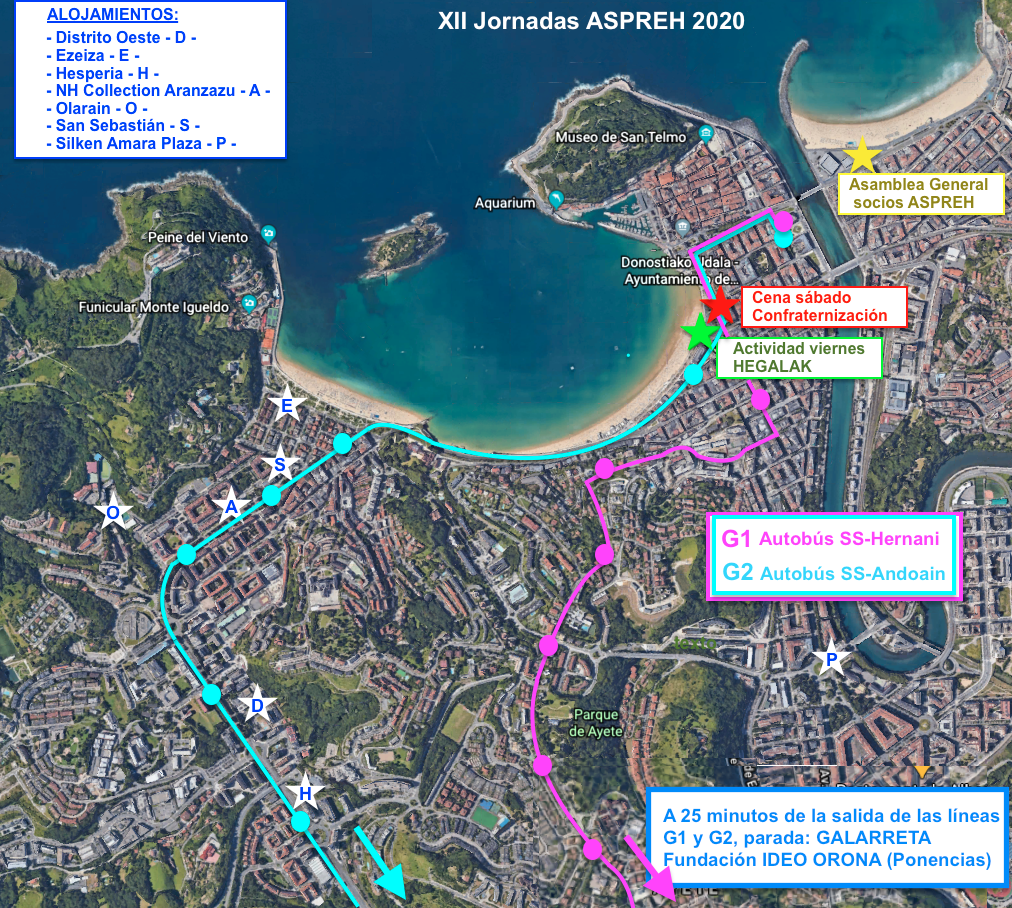 ALOJAMIENTOS:
- Distrito Oeste - D -
- Ezeiza - E -
- Hesperia - H -
- NH Collection Aranzazu - A -
- Olarain - O -
- San Sebastián - S -
- Silken Amara Plaza - P -
XII Jornadas ASPREH 2020
Museo de San Telmo
Asamblea General
socios ASPREH
Aquarium
Peine del Viento
Donostiako Udala -
Ayuntamiento de...
Funicular Monte Igueldo
Cena sábado
Confraternización
Actividad viernes
HEGALAK
E
S
A
O
G1 Autobús SS-Hernani
G2 Autobús SS-Andoain
P
D
Parque
de Ayete
H
A 25 minutos de la salida de las líneas
G1 y G2, parada: GALARRETA
Fundación IDEO ORONA (Ponencias)